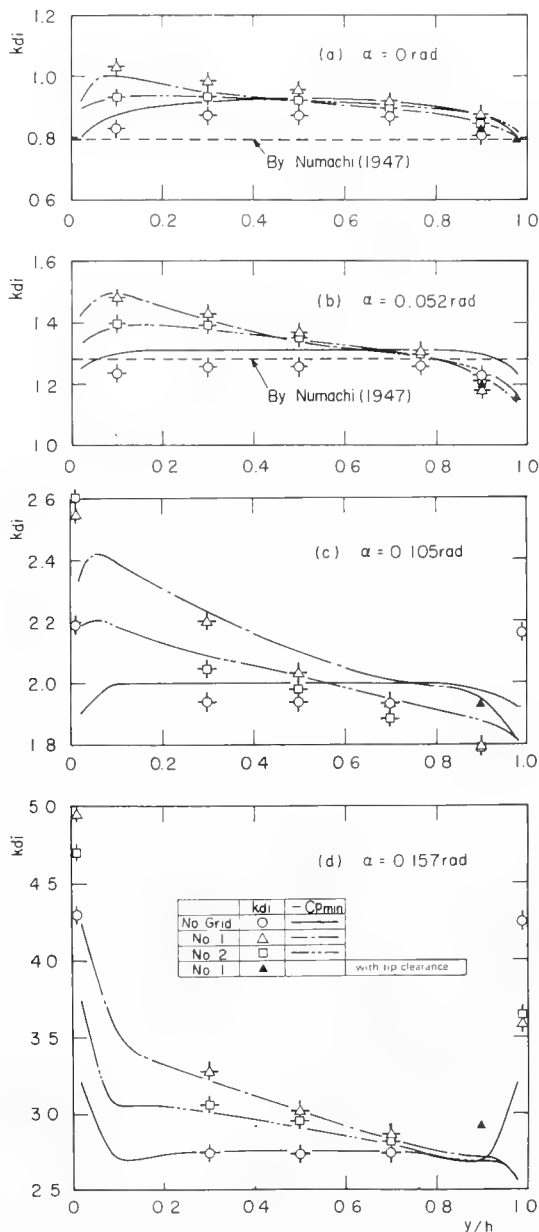 kdi
(a) α = 0 rad
1.2
1.0
0.8
0 6
By Numachi (1947)
0 0 2 0 4 0 6 0 8 1.0
kdi
(b) α = 0.052 rad
1.6
1.4
1.2
1 0
By Numachi (1947)
0 0 2 0 4 0 6 0 8 1.0
kdi
(c) α = 0 105 rad
2 6
2.4
2.2
2.0
1 8
0 0 2 0 4 0 6 0 8 1.0
kdi
(d) α = 0 157 rad
5 0
4 5
4 0
3.5
3.0
2 5
kdi −Cpmin
No Grid
No 1
No 2
No 1 with tip clearance
0 0 2 0 4 0 6 0 8 1 0
y/h